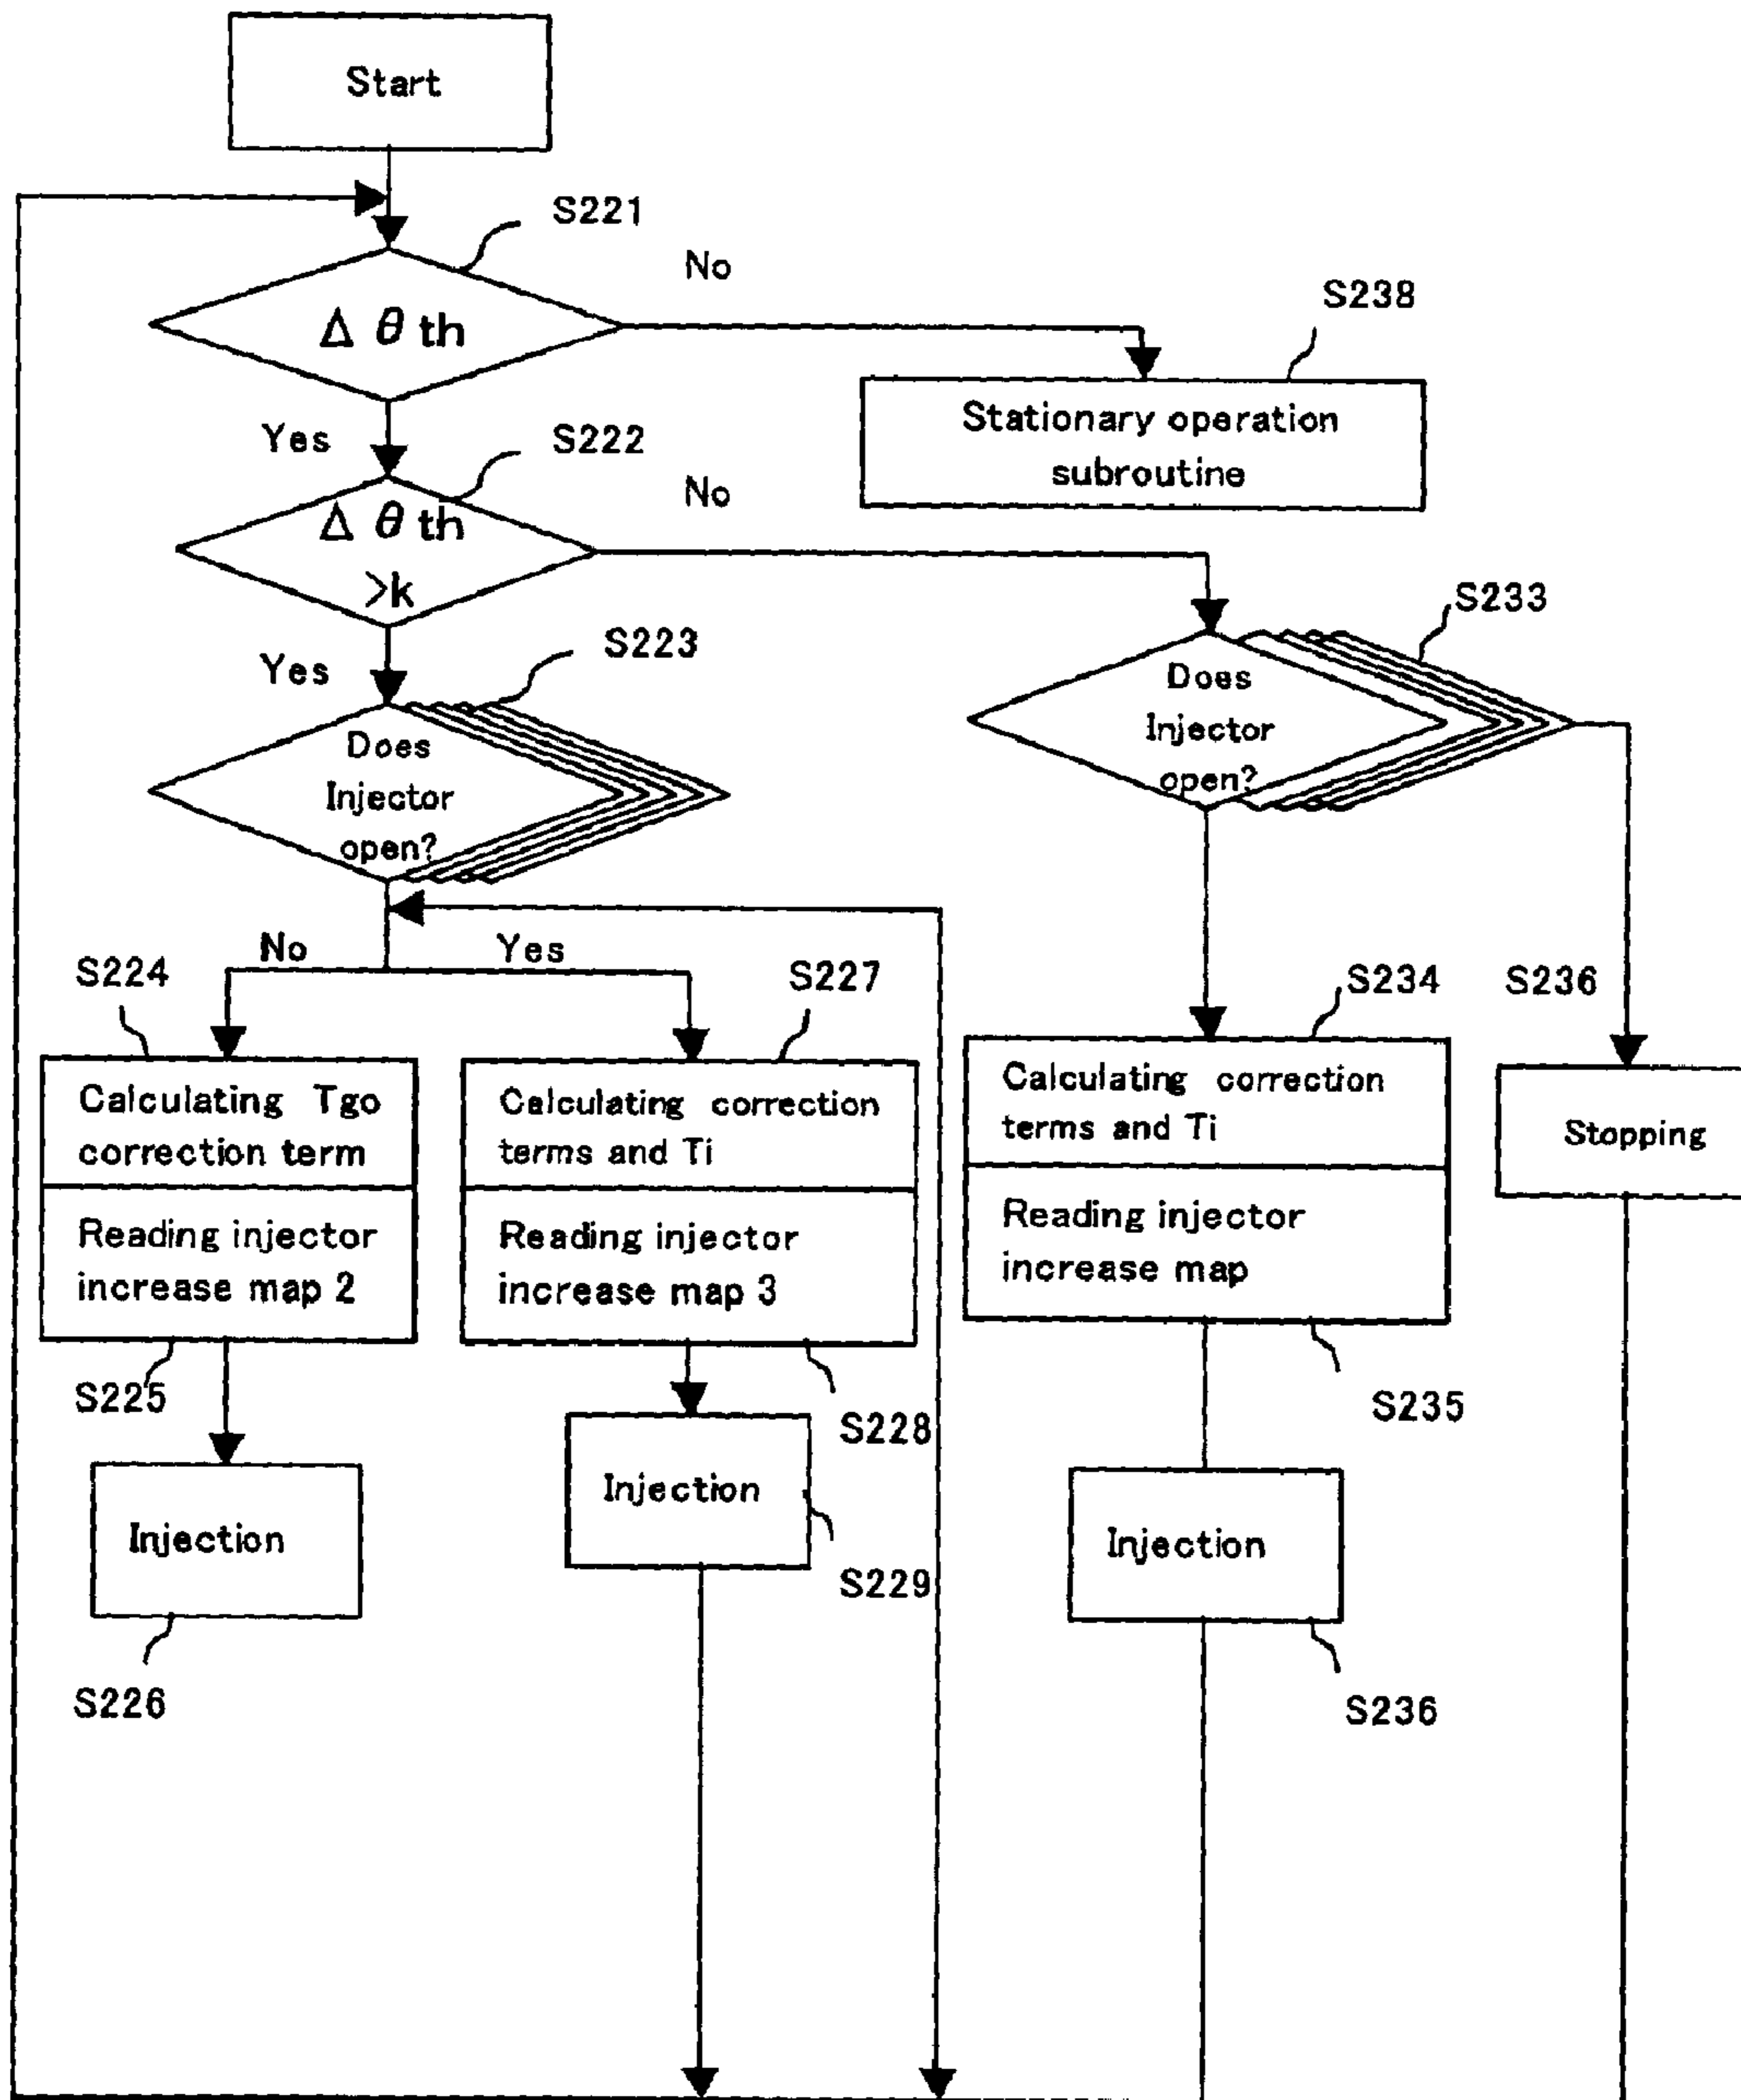 Start
S221
No
Δ θ th
S238
Stationary operation
subroutine
Yes
S222
No
Δ θ th
>k
S233
Yes
S223
Does
Injector
open?
Does
Injector
open?
No
Yes
S224
S227
S234
S236
Calculating Tgo
correction term
Reading injector
increase map 2
Calculating correction
terms and Ti
Reading injector
increase map 3
Calculating correction
terms and Ti
Reading injector
increase map
Stopping
S225
S228
S235
Injection
Injection
Injection
S229
S226
S236